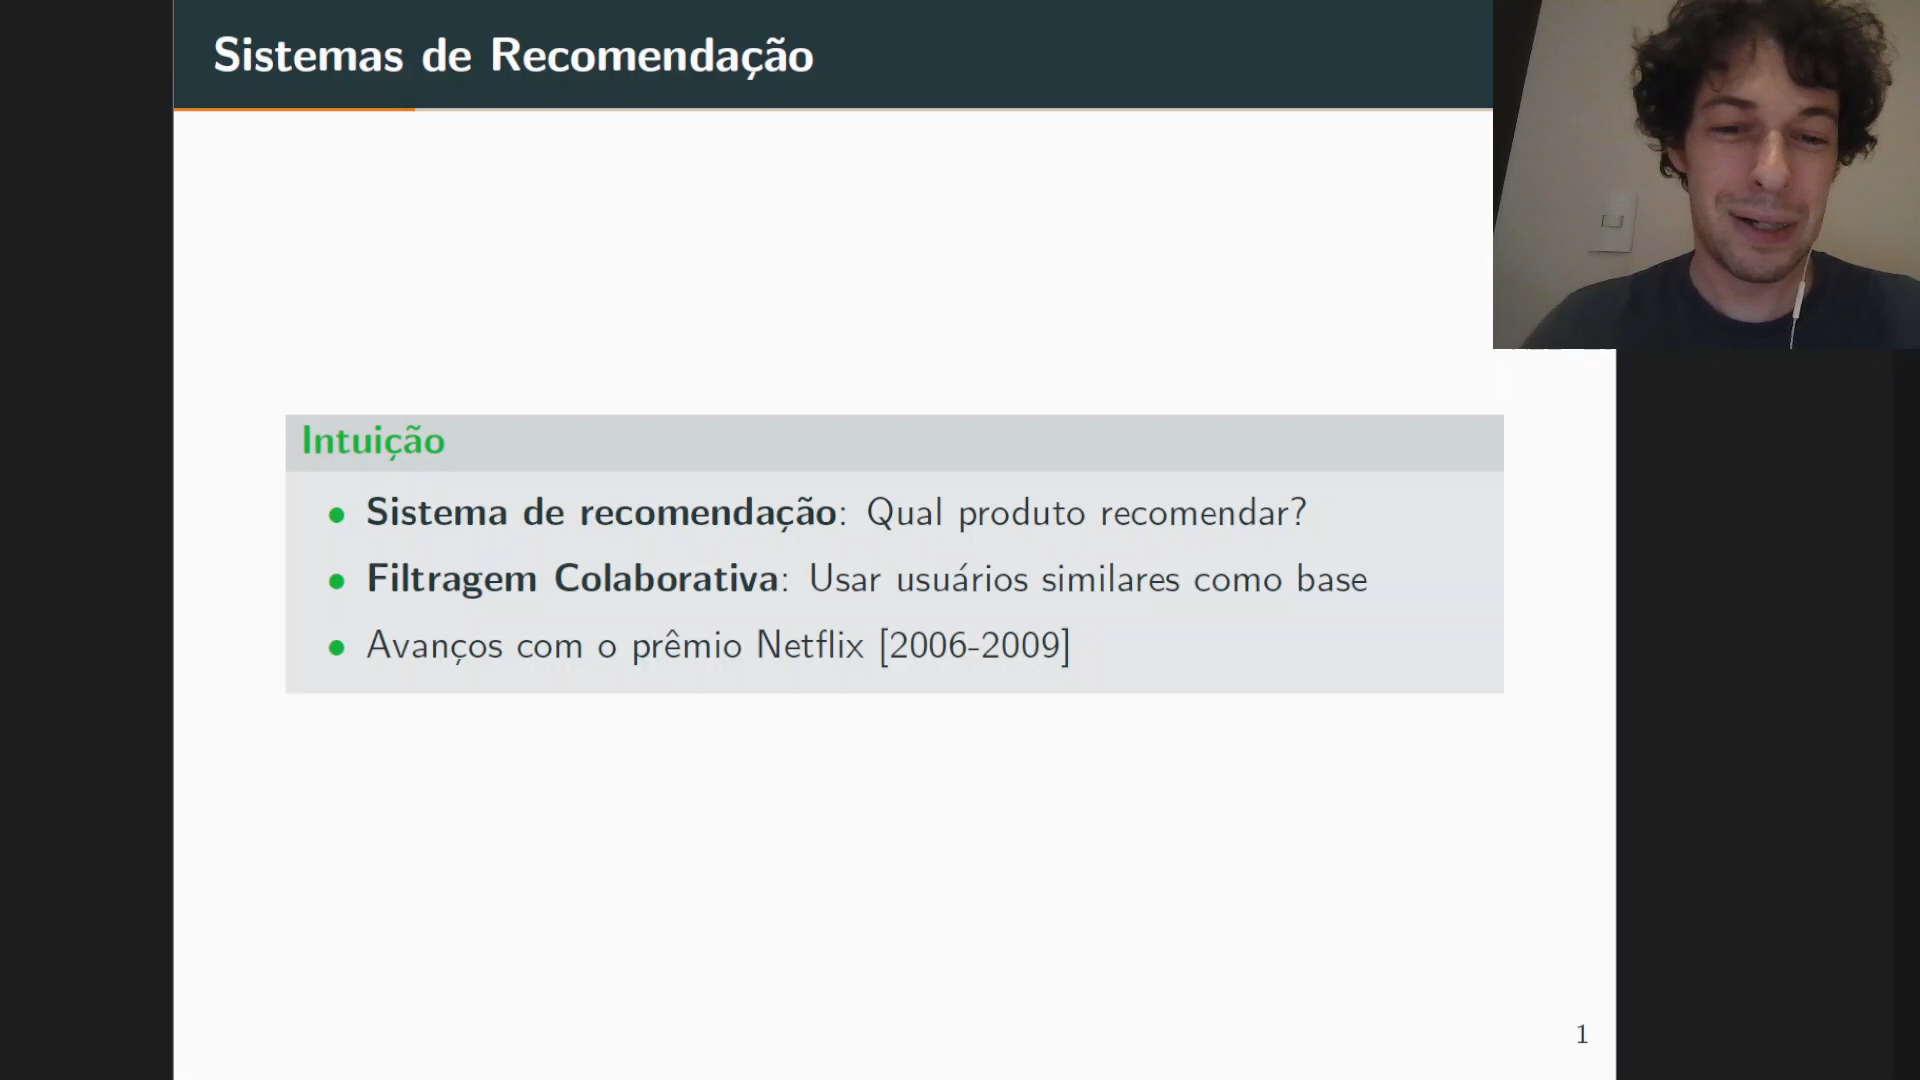 Sistemas de Recomendação
Intuição
• Sistema de recomendação: Qual produto recomendar?
• Filtragem Colaborativa: Usar usuários similares como base
• Avanços com o prêmio Netflix [2006-2009]
1